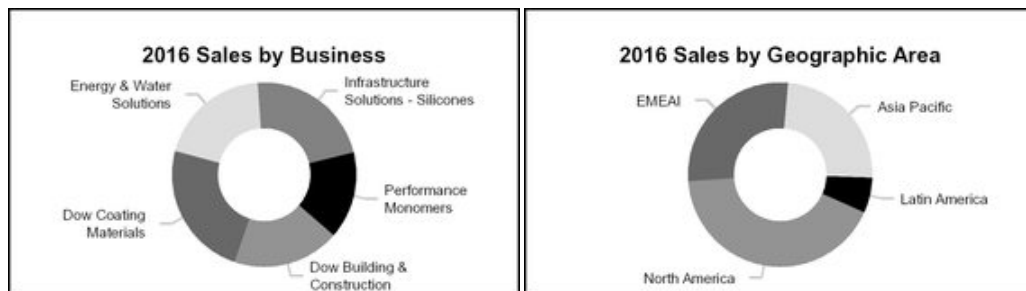 2016 Sales by Business
Energy & Water
Solutions
Infrastructure
Solutions - Silicones
Performance
Monomers
Dow Coating
Materials
Dow Building &
Construction
2016 Sales by Geographic Area
EMEAI
Asia Pacific
Latin America
North America